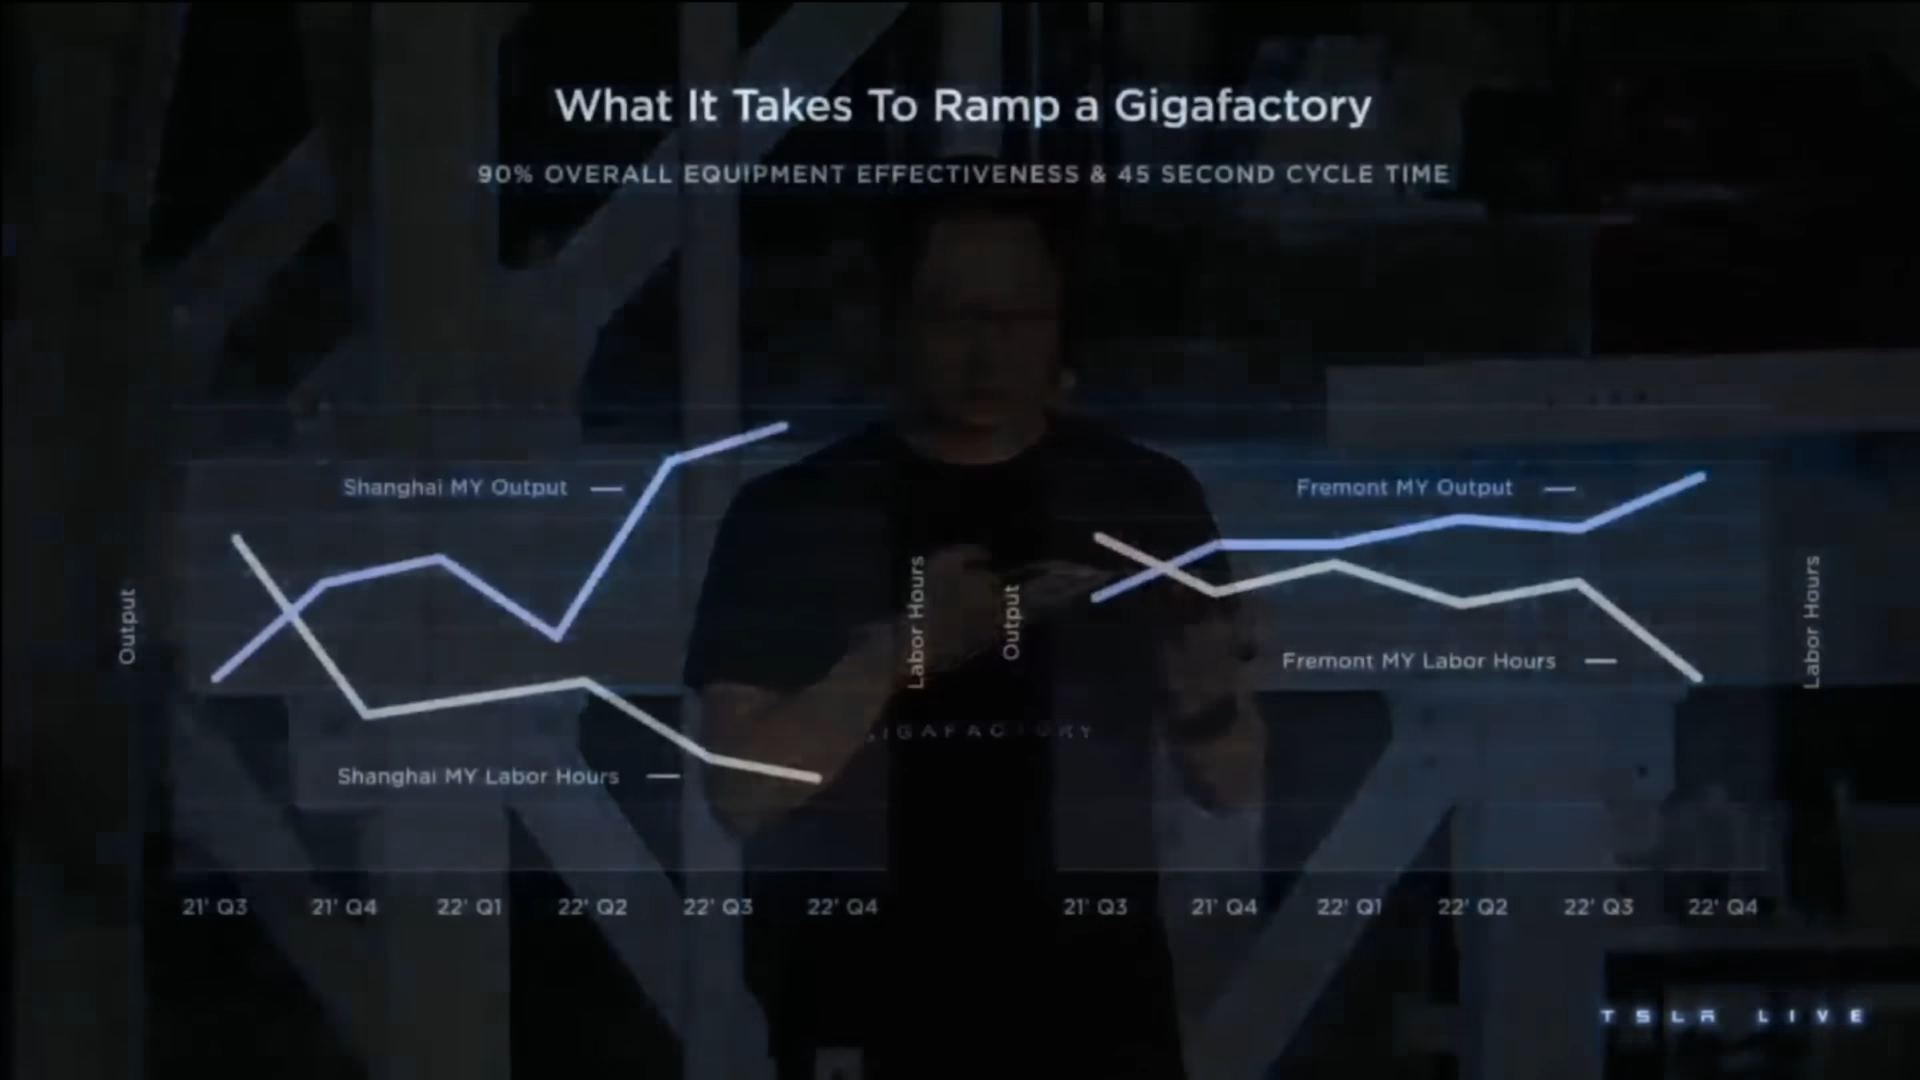 What It Takes To Ramp a Gigafactory
90% OVERALL EQUIPMENT EFFECTIVENESS & 45 SECOND CYCLE TIME
Shanghai MY Output
Shanghai MY Labor Hours
Output
Labor Hours
21' Q3 21' Q4 22' Q1 22' Q2 22' Q3 22' Q4
Fremont MY Output
Fremont MY Labor Hours
Output
Labor Hours
21' Q3 21' Q4 22' Q1 22' Q2 22' Q3 22' Q4
GIGAFACTORY
TSLA LIVE